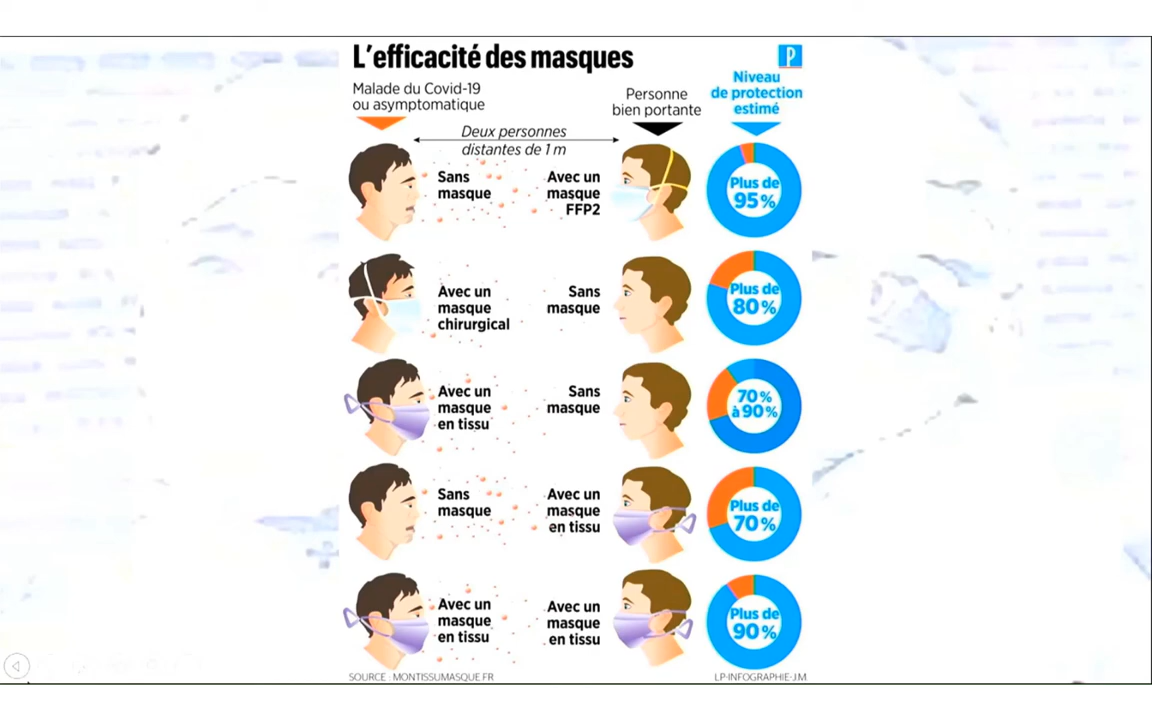 L'efficacité des masques
P
Malade du Covid-19
ou asymptomatique
Personne
bien portante
Niveau
de protection
estimé
Deux personnes
distantes de 1 m
Sans
masque
Avec un
masque
FFP2
Plus de
95%
Avec un
masque
chirurgical
Sans
masque
Plus de
80%
Avec un
masque
en tissu
Sans
masque
70%
à 90%
Sans
masque
Avec un
masque
en tissu
Plus de
70%
Avec un
masque
en tissu
Avec un
masque
en tissu
Plus de
90%
SOURCE : MONTISSUMASQUE.FR
LP-INFOGRAPHIE-J.M